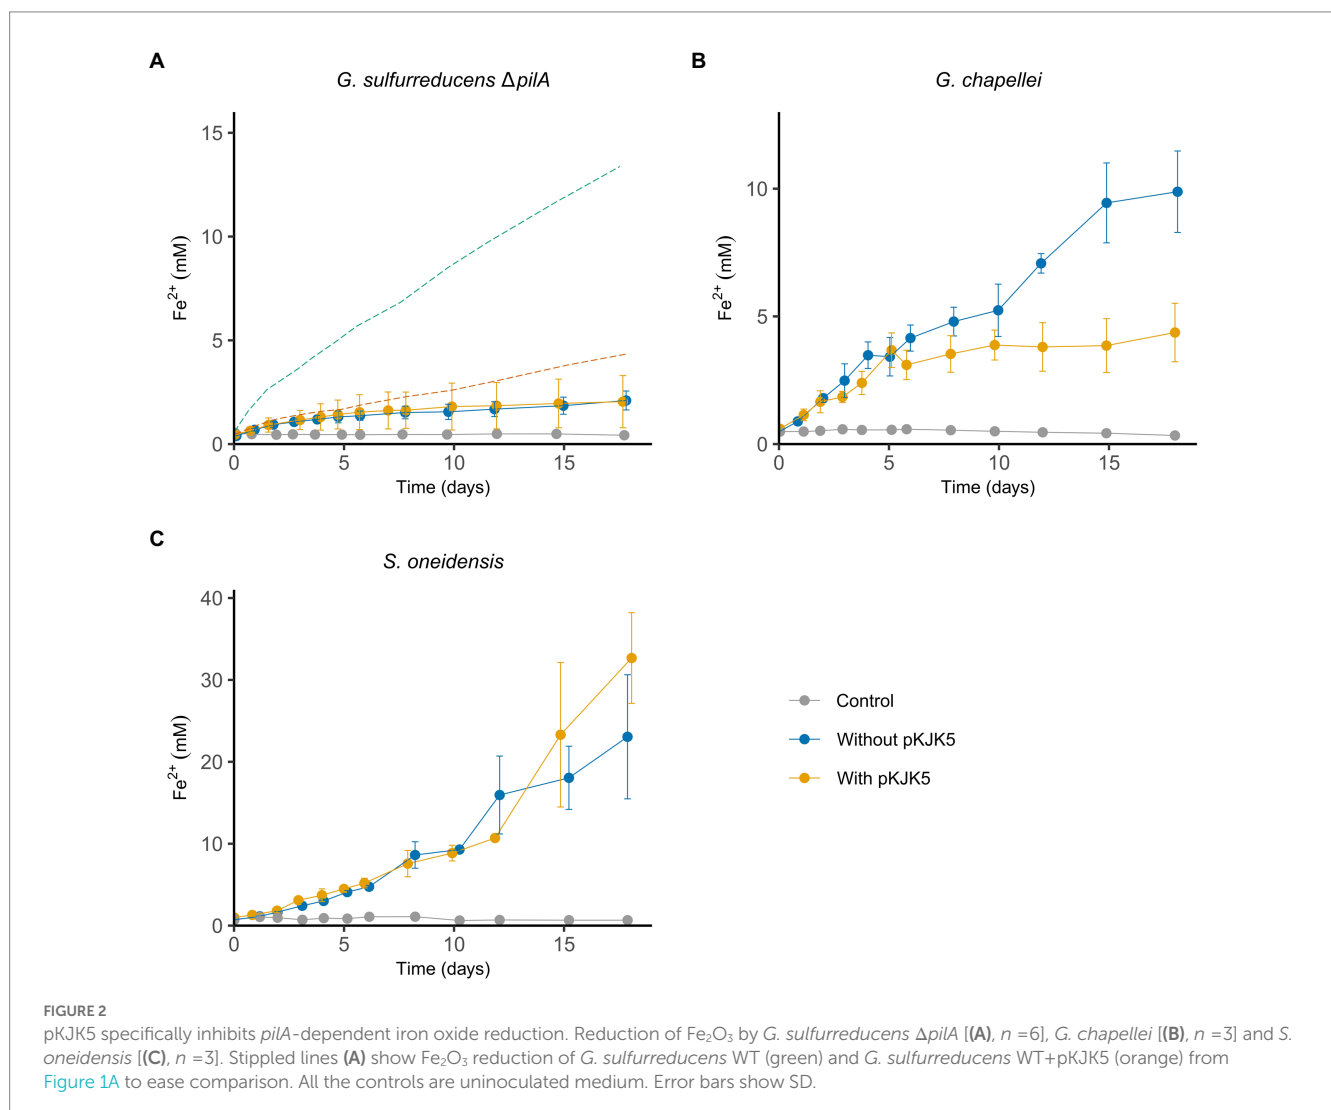 A
G. sulfurreducens ΔpilA
15
10
5
0
Fe²⁺ (mM)
0 5 10 15
Time (days)
B
G. chapellei
10
5
0
Fe²⁺ (mM)
0 5 10 15
Time (days)
C
S. oneidensis
40
30
20
10
0
Fe²⁺ (mM)
0 5 10 15
Time (days)
Control
Without pKJK5
With pKJK5
FIGURE 2
pKJK5 specifically inhibits pilA-dependent iron oxide reduction. Reduction of Fe₂O₃ by G. sulfurreducens ΔpilA [(A), n =6], G. chapellei [(B), n =3] and S.
oneidensis [(C), n =3]. Stippled lines (A) show Fe₂O₃ reduction of G. sulfurreducens WT (green) and G. sulfurreducens WT+pKJK5 (orange) from
Figure 1A to ease comparison. All the controls are uninoculated medium. Error bars show SD.